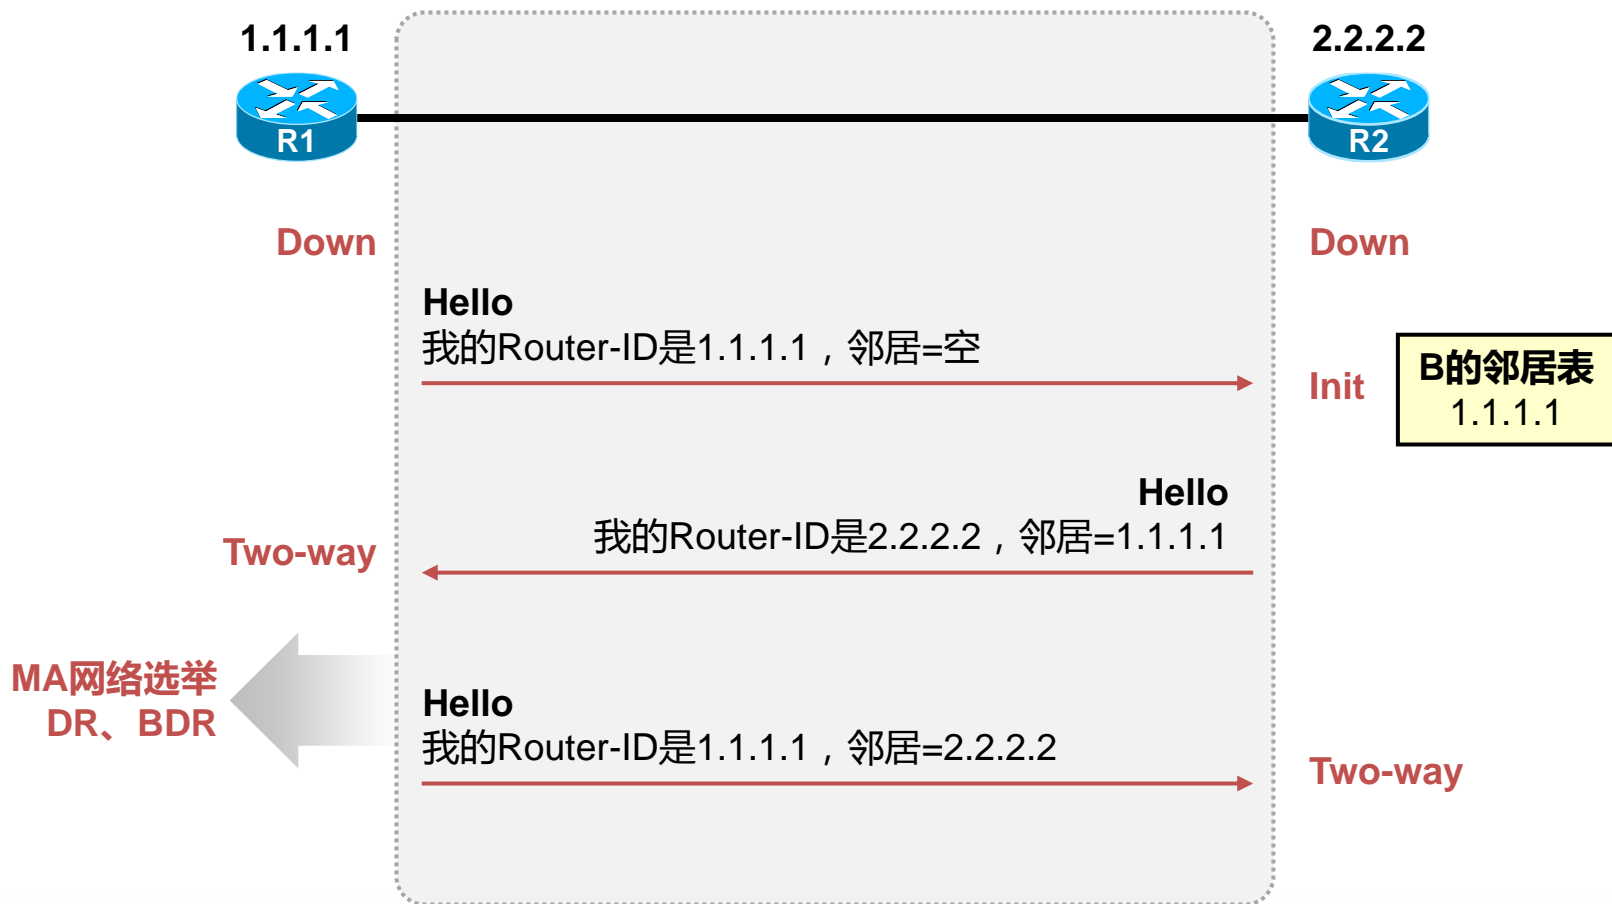 1.1.1.1
2.2.2.2
R1
R2
Down
Down
Hello
我的Router-ID是1.1.1.1，邻居=空
Init
B的邻居表
1.1.1.1
Hello
我的Router-ID是2.2.2.2，邻居=1.1.1.1
Two-way
MA网络选举
DR、BDR
Hello
我的Router-ID是1.1.1.1，邻居=2.2.2.2
Two-way